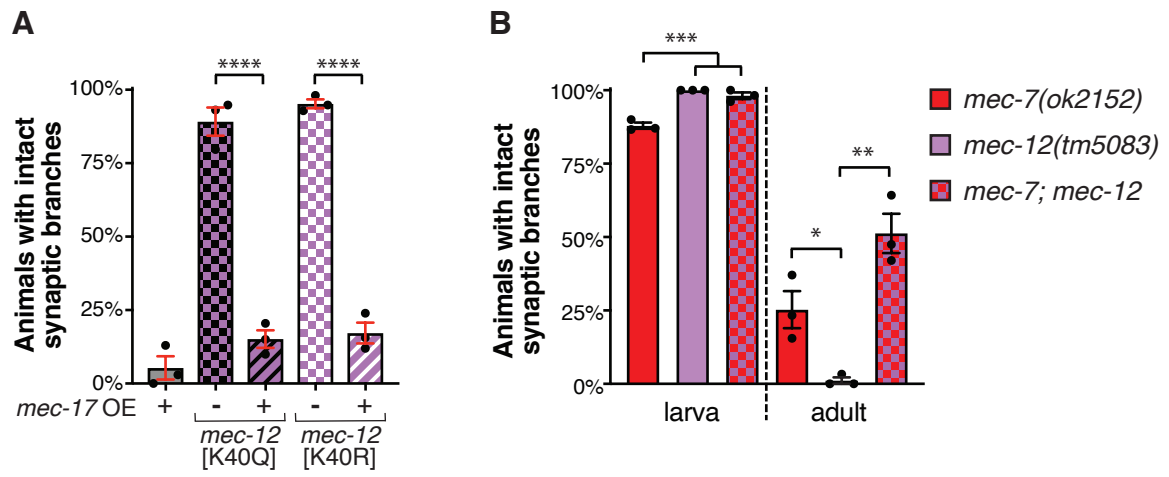 A
Animals with intact
synaptic branches
100%
75%
50%
25%
0%
****
****
mec-17 OE + - + - +
mec-12
[K40Q]
mec-12
[K40R]
B
Animals with intact
synaptic branches
100%
75%
50%
25%
0%
***
*
**
larva
adult
mec-7(ok2152)
mec-12(tm5083)
mec-7; mec-12